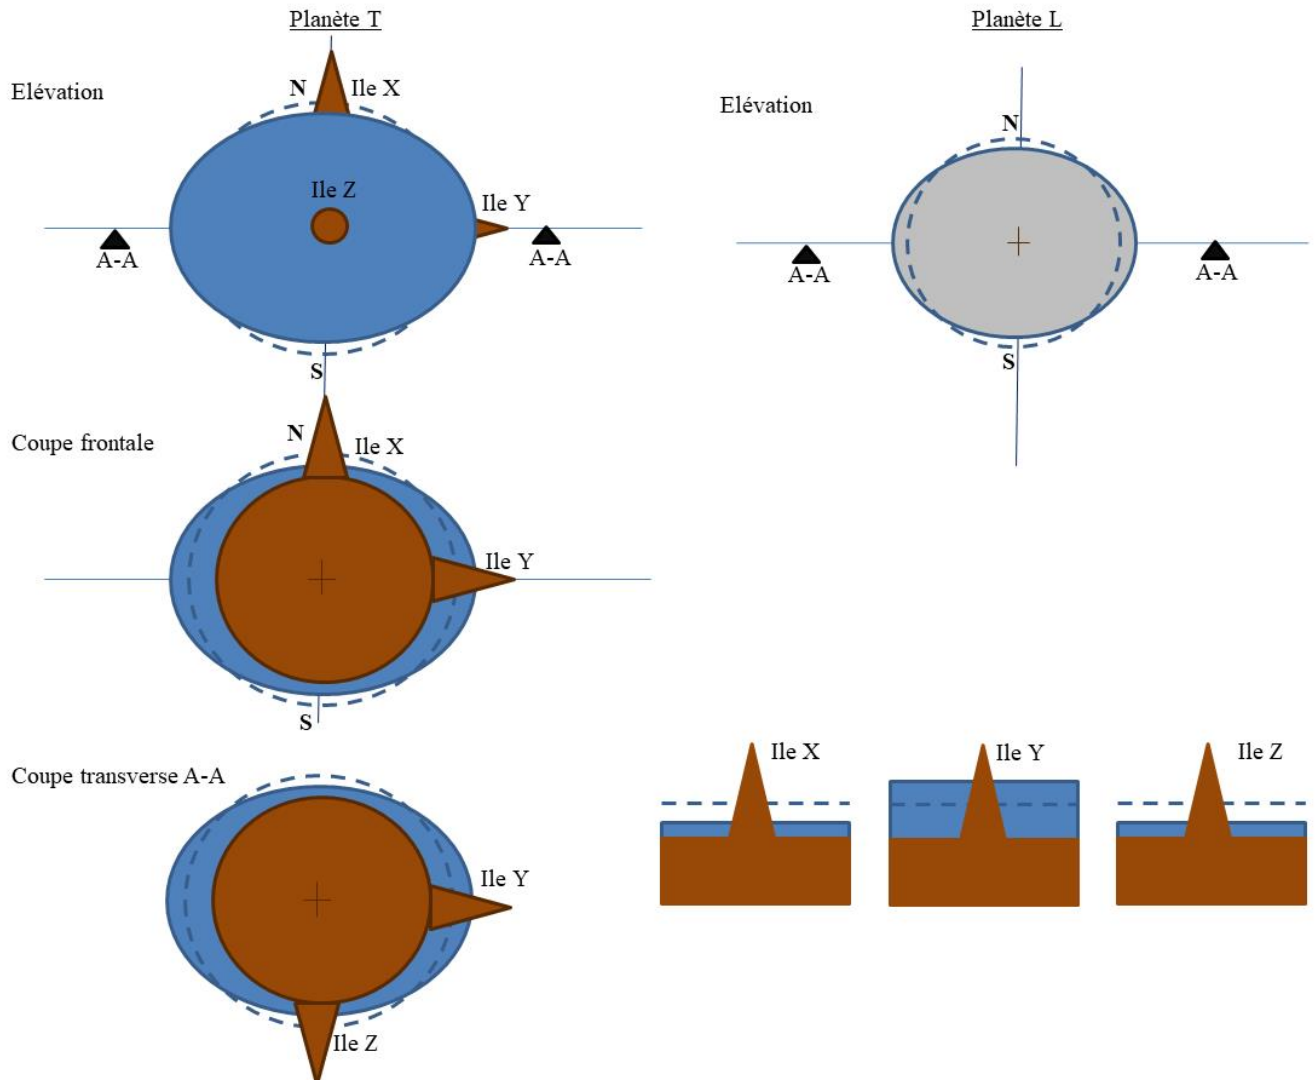 Planète T
Planète L
Elévation
N
Ile X
Ile Z
Ile Y
A-A
A-A
S
Elévation
N
A-A
A-A
S
Coupe frontale
N
Ile X
Ile Y
S
Coupe transverse A-A
Ile Y
Ile Z
Ile X
Ile Y
Ile Z